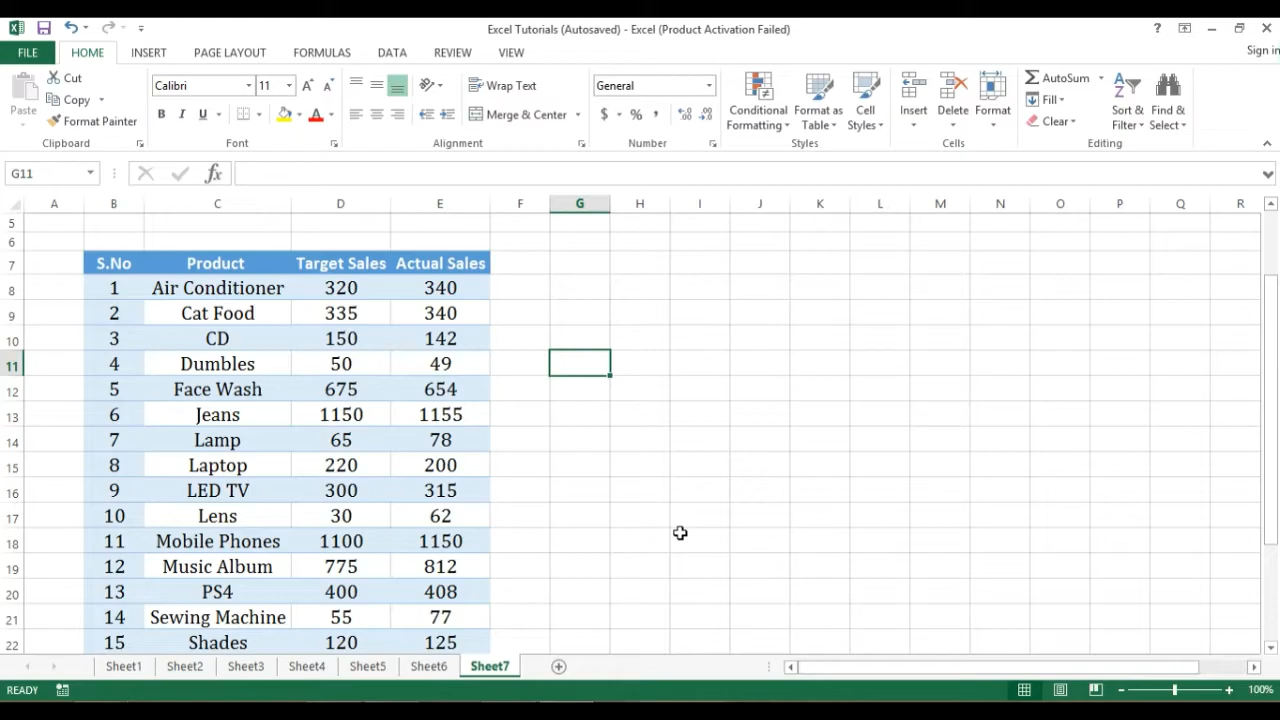 Excel Tutorials (Autosaved) - Excel (Product Activation Failed)
?
Sign in
FILE HOME INSERT PAGE LAYOUT FORMULAS DATA REVIEW VIEW
Paste
Cut
Copy
Format Painter
Clipboard
Calibri 11
B I U
Font
Wrap Text
Merge & Center
Alignment
General
$ % ,
Number
Conditional Formatting
Format as Table
Cell Styles
Styles
Insert Delete Format
Cells
AutoSum
Fill
Clear
Sort & Filter
Find & Select
Editing
G11 fx
A B C D E F G H I J K L M N O P Q R
5
6
7 S.No Product Target Sales Actual Sales
8 1 Air Conditioner 320 340
9 2 Cat Food 335 340
10 3 CD 150 142
11 4 Dumbles 50 49
12 5 Face Wash 675 654
13 6 Jeans 1150 1155
14 7 Lamp 65 78
15 8 Laptop 220 200
16 9 LED TV 300 315
17 10 Lens 30 62
18 11 Mobile Phones 1100 1150
19 12 Music Album 775 812
20 13 PS4 400 408
21 14 Sewing Machine 55 77
22 15 Shades 120 125
Sheet1 Sheet2 Sheet3 Sheet4 Sheet5 Sheet6 Sheet7
READY 100%